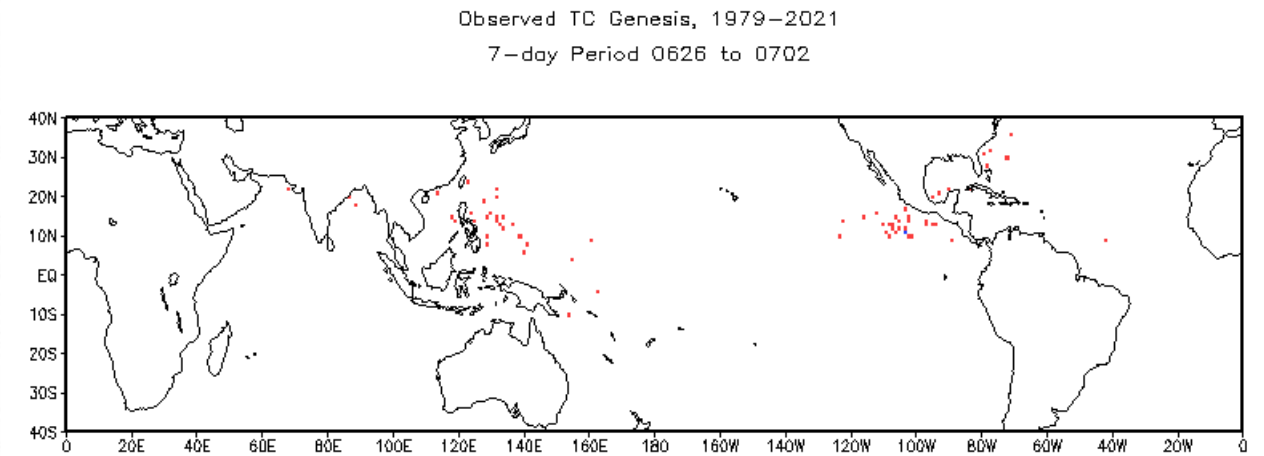 Observed TC Genesis, 1979-2021
7-day Period 0626 to 0702
40N
30N
20N
10N
EQ
10S
20S
30S
40S
0 20E 40E 60E 80E 100E 120E 140E 160E 180 160W 140W 120W 100W 80W 60W 40W 20W 0